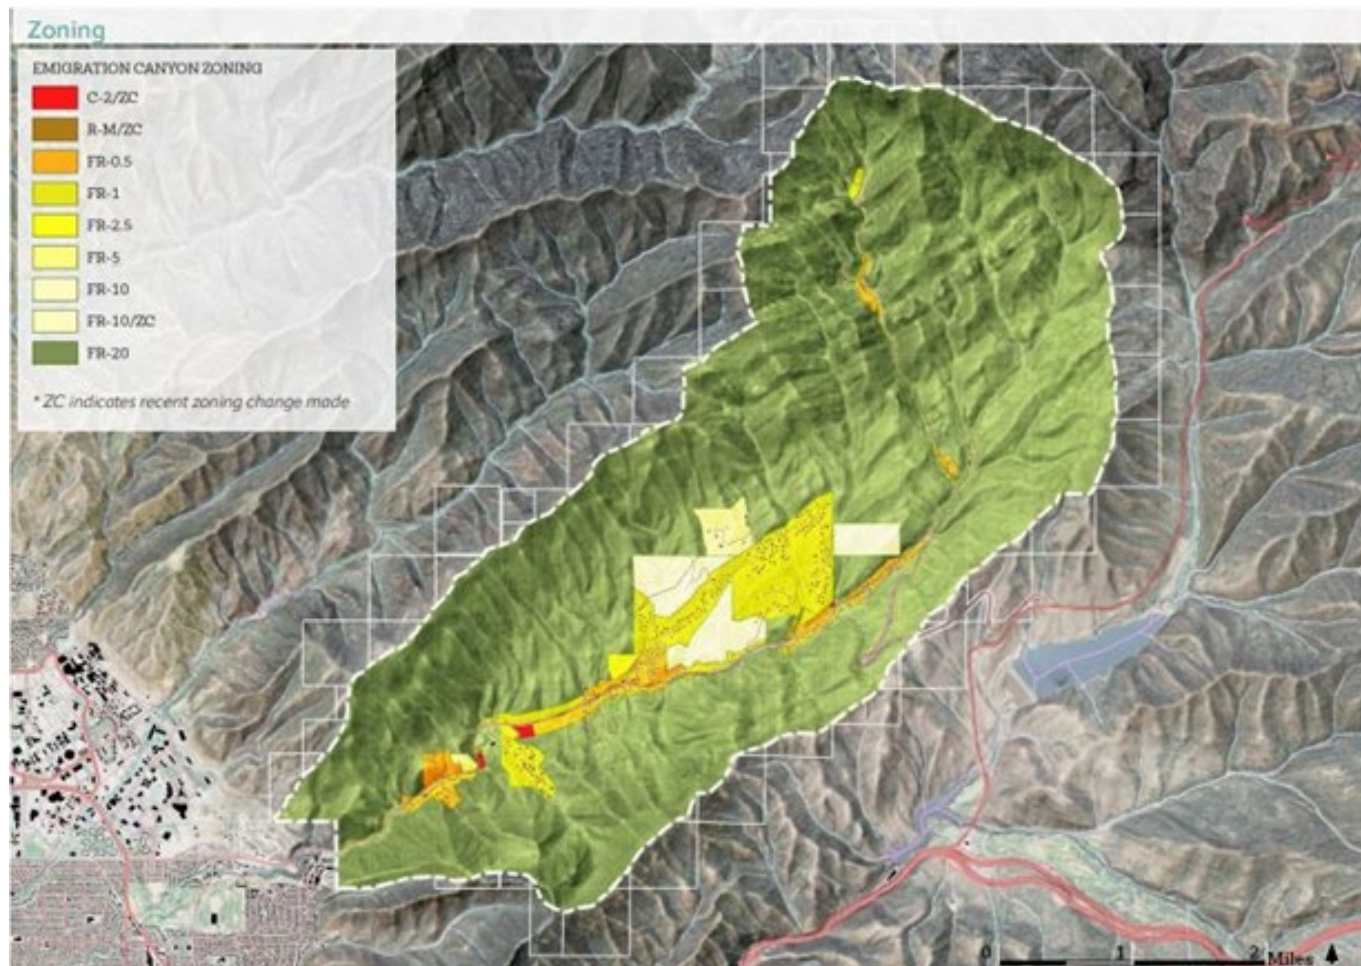 Zoning
EMIGRATION CANYON ZONING
C-2/ZC
R-M/ZC
FR-0.5
FR-1
FR-2.5
FR-5
FR-10
FR-10/ZC
FR-20
* ZC indicates recent zoning change made
0 1 2 Miles